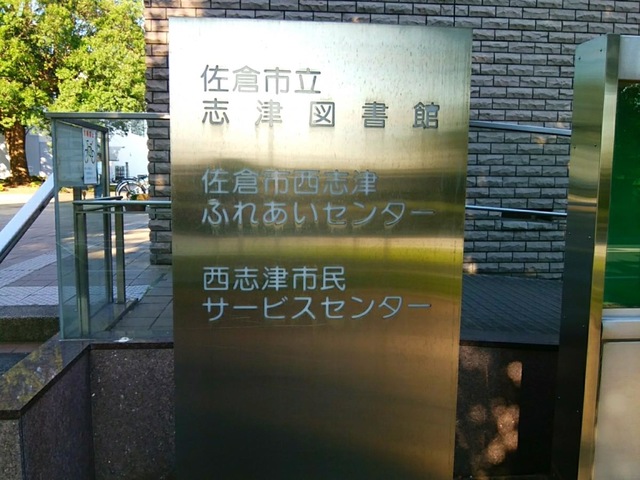 佐倉市立
志津図書館
佐倉市西志津
ふれあいセンター
西志津市民
サービスセンター